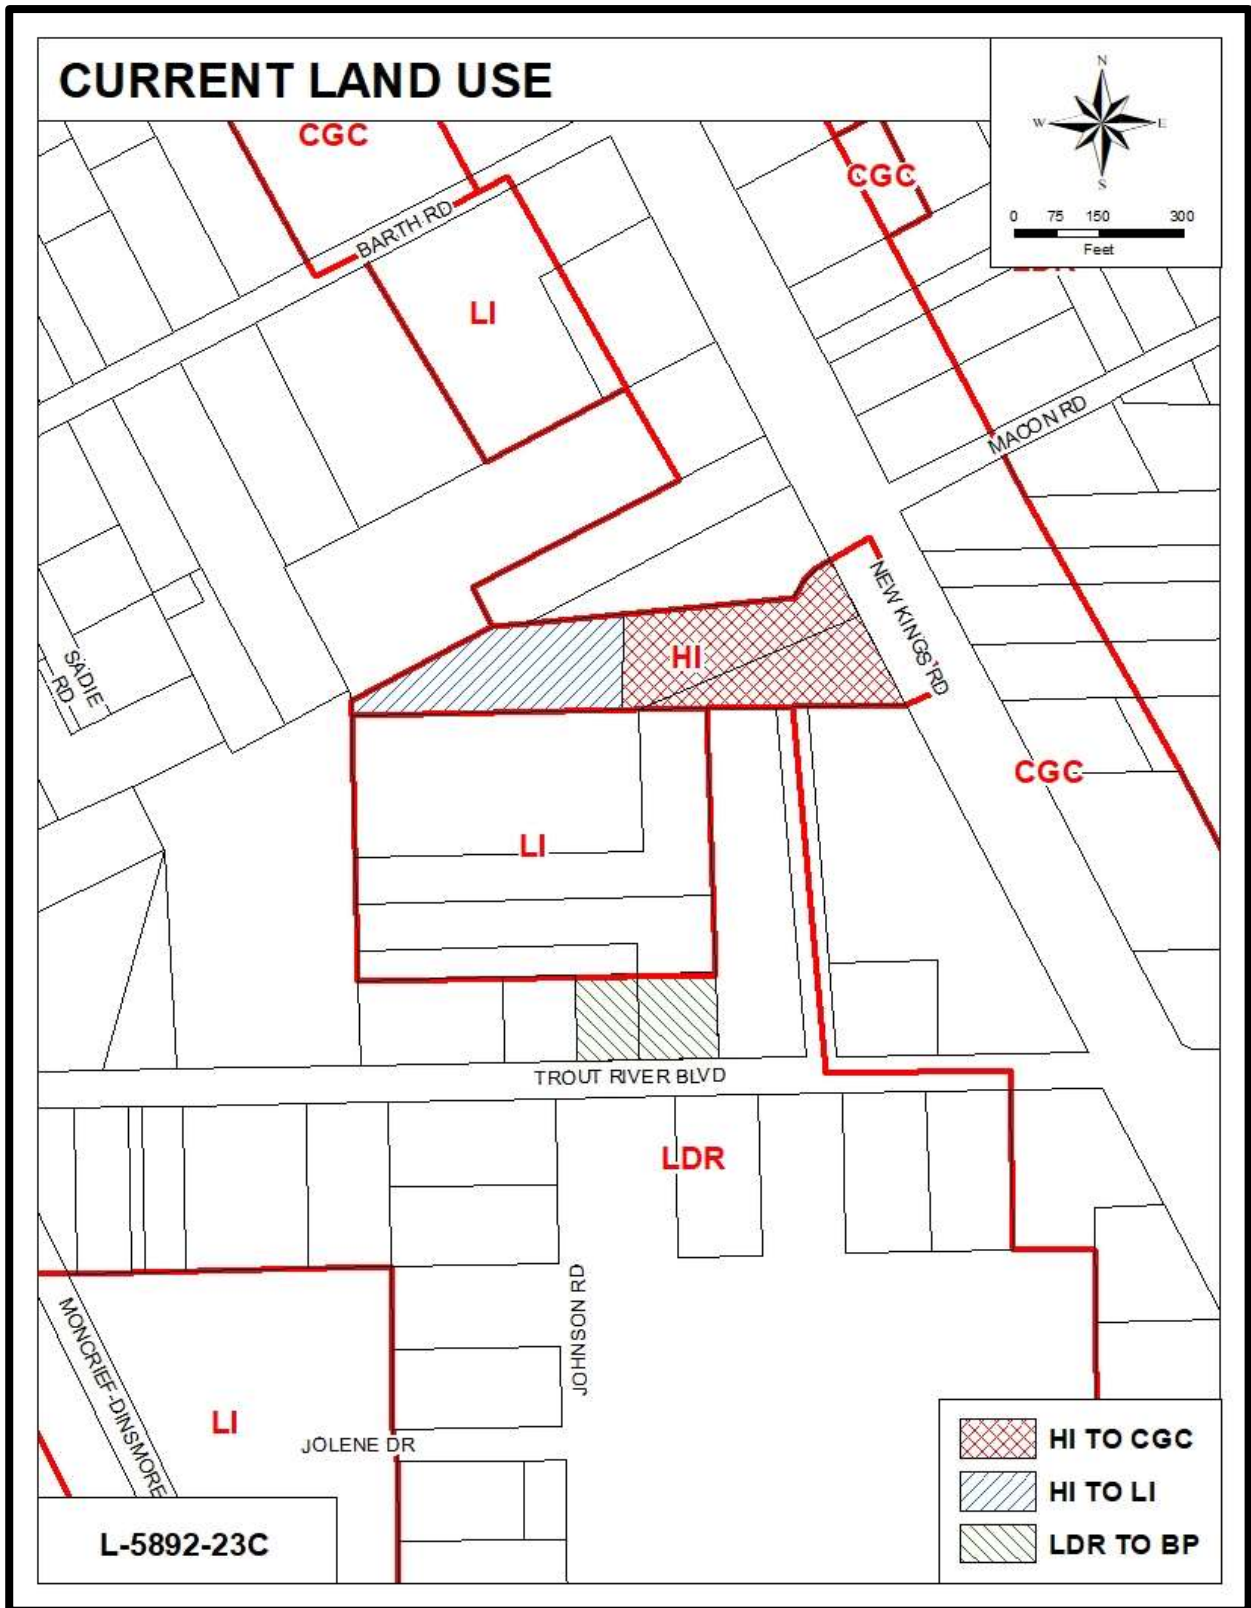 CURRENT LAND USE
N
W
E
S
0 75 150 300
Feet
CGC
CGC
BARTH RD
LDR
LI
MACON RD
NEW KINGS RD
HI
SADIE
RD
CGC
LI
TROUT RIVER BLVD
LDR
JOHNSON RD
MONCRIEF-DINSMORE
LI
JOLENE DR
HI TO CGC
HI TO LI
LDR TO BP
L-5892-23C